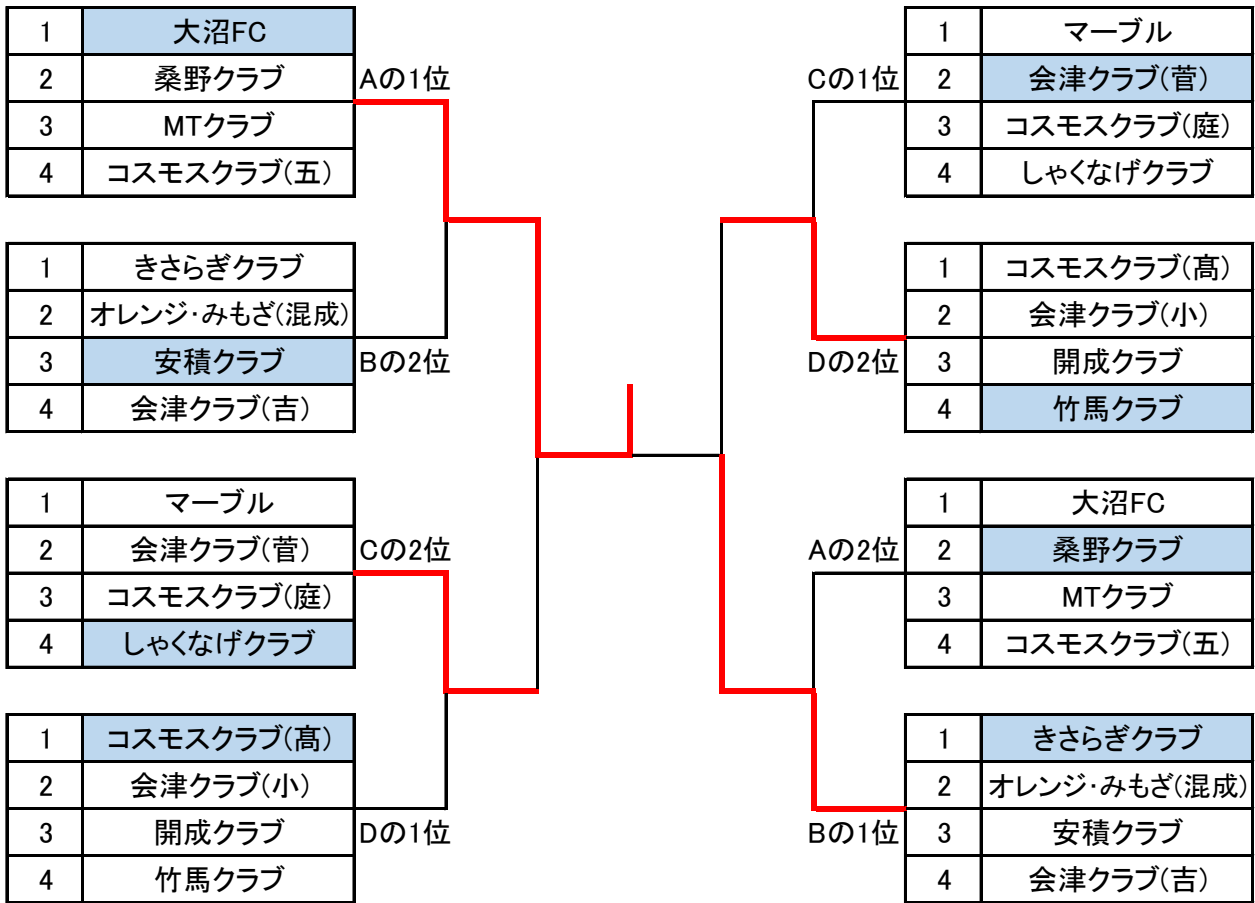 1 大沼FC
2 桑野クラブ
3 MTクラブ
4 コスモスクラブ(五)
Aの1位
1 きさらぎクラブ
2 オレンジ・みもざ(混成)
3 安積クラブ
4 会津クラブ(吉)
Bの2位
1 マーブル
2 会津クラブ(菅)
3 コスモスクラブ(庭)
4 しゃくなげクラブ
Cの2位
1 コスモスクラブ(髙)
2 会津クラブ(小)
3 開成クラブ
4 竹馬クラブ
Dの1位
1 マーブル
2 会津クラブ(菅)
3 コスモスクラブ(庭)
4 しゃくなげクラブ
Cの1位
1 コスモスクラブ(髙)
2 会津クラブ(小)
3 開成クラブ
4 竹馬クラブ
Dの2位
1 大沼FC
2 桑野クラブ
3 MTクラブ
4 コスモスクラブ(五)
Aの2位
1 きさらぎクラブ
2 オレンジ・みもざ(混成)
3 安積クラブ
4 会津クラブ(吉)
Bの1位